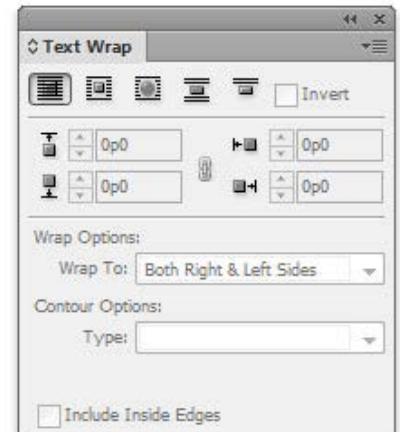 Text Wrap
Invert
0p0 0p0
0p0 0p0
Wrap Options:
Wrap To: Both Right & Left Sides
Contour Options:
Type:
Include Inside Edges